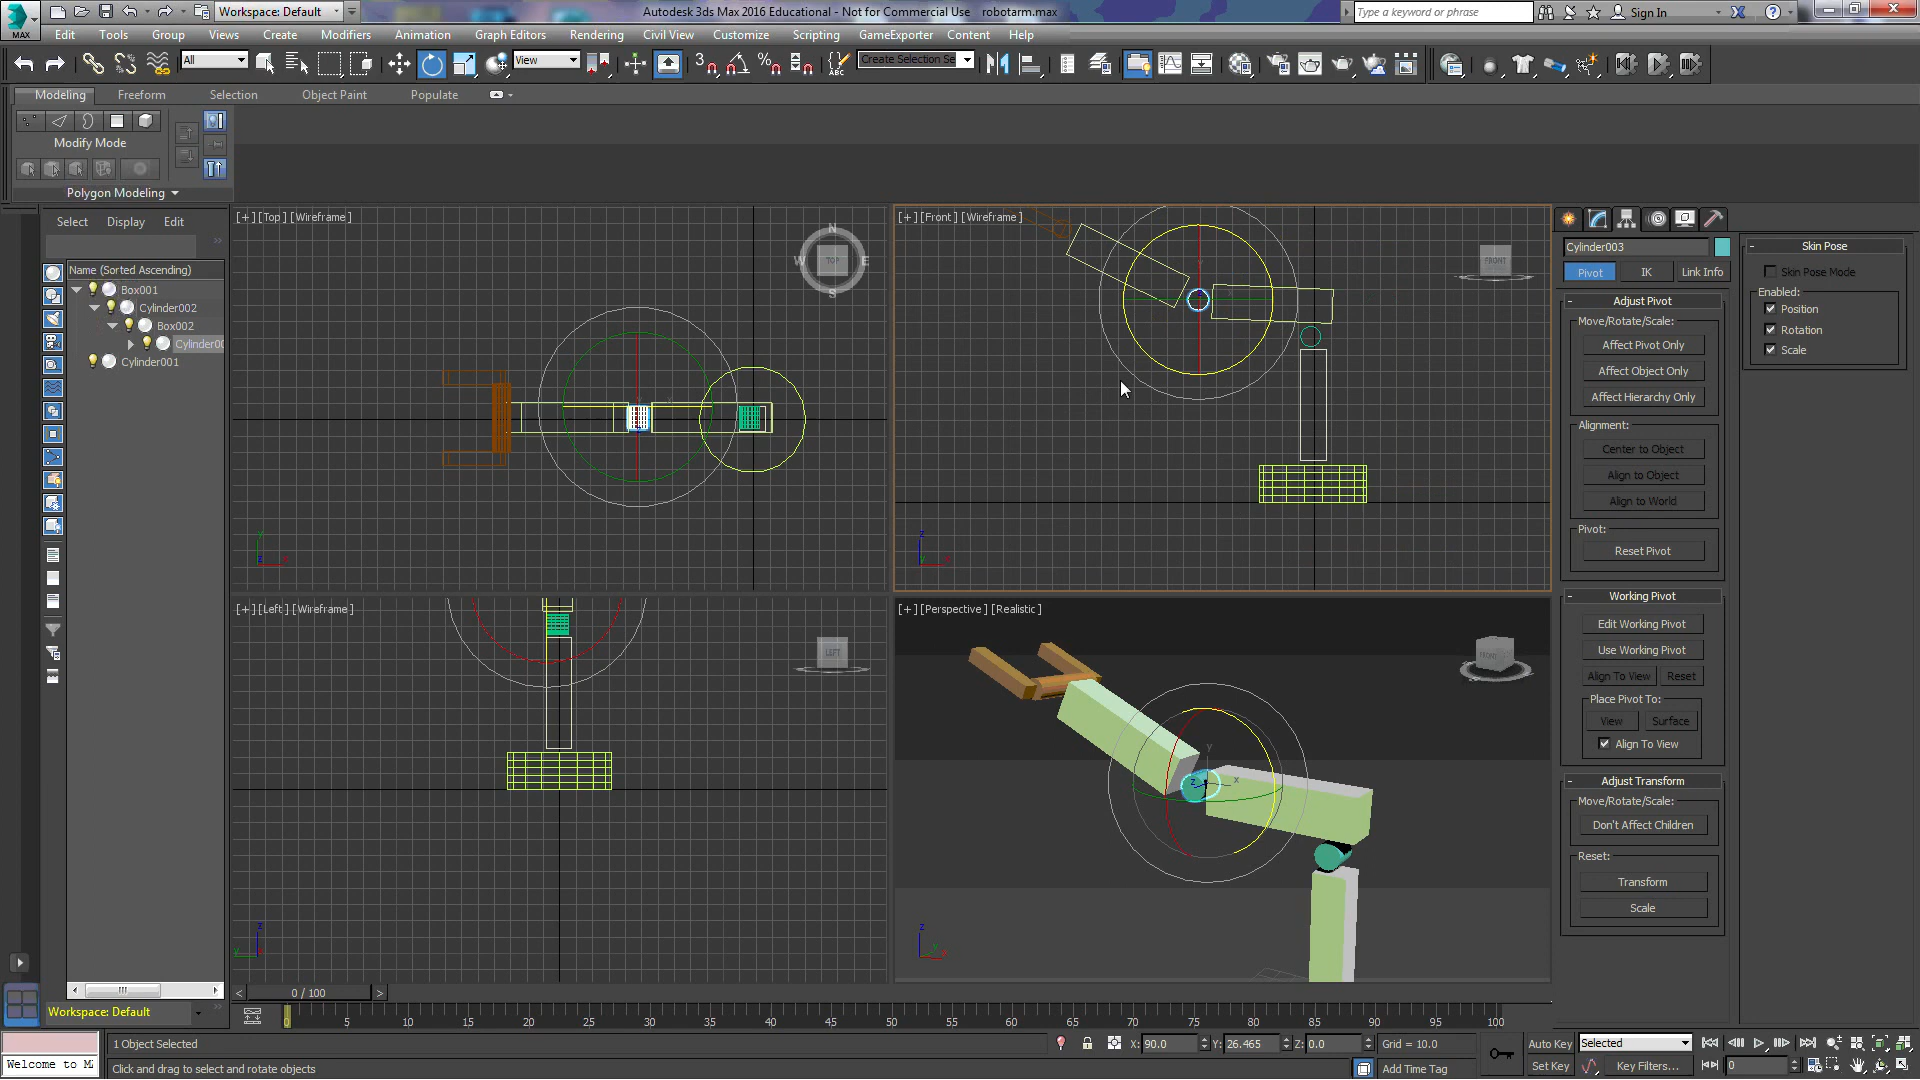 Workspace: Default
Autodesk 3ds Max 2016 Educational - Not for Commercial Use robotarm.max
Type a keyword or phrase
Sign In
MAX
Edit Tools Group Views Create Modifiers Animation Graph Editors Rendering Civil View Customize Scripting GameExporter Content Help
All
View
3
ABC
Create Selection Se
Modeling Freeform Selection Object Paint Populate
Modify Mode
Polygon Modeling
Select Display Edit
Name (Sorted Ascending)
Box001
Cylinder002
Box002
Cylinder00
Cylinder001
[+] [Top] [Wireframe]
N
W TOP E
S
[+] [Front] [Wireframe]
FRONT
[+] [Left] [Wireframe]
LEFT
[+] [Perspective] [Realistic]
Cylinder003
Pivot IK Link Info
- Adjust Pivot
Move/Rotate/Scale:
Affect Pivot Only
Affect Object Only
Affect Hierarchy Only
Alignment:
Center to Object
Align to Object
Align to World
Pivot:
Reset Pivot
- Working Pivot
Edit Working Pivot
Use Working Pivot
Align To View Reset
Place Pivot To:
View Surface
Align To View
- Adjust Transform
Move/Rotate/Scale:
Don't Affect Children
Reset:
Transform
Scale
- Skin Pose
Skin Pose Mode
Enabled:
Position
Rotation
Scale
< 0 / 100 >
Workspace: Default
0 5 10 15 20 25 30 35 40 45 50 55 60 65 70 75 80 85 90 95 100
1 Object Selected
X: 90.0 Y: 26.465 Z: 0.0 Grid = 10.0
Auto Key Selected
Welcome to M
Click and drag to select and rotate objects
Add Time Tag
Set Key Key Filters... 0